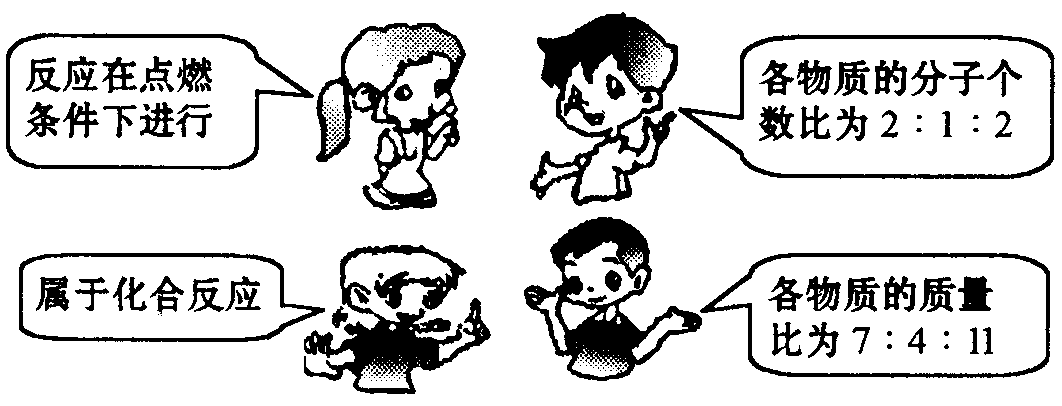 反应在点燃
条件下进行
各物质的分子个
数比为 2：1：2
属于化合反应
各物质的质量
比为 7：4：11